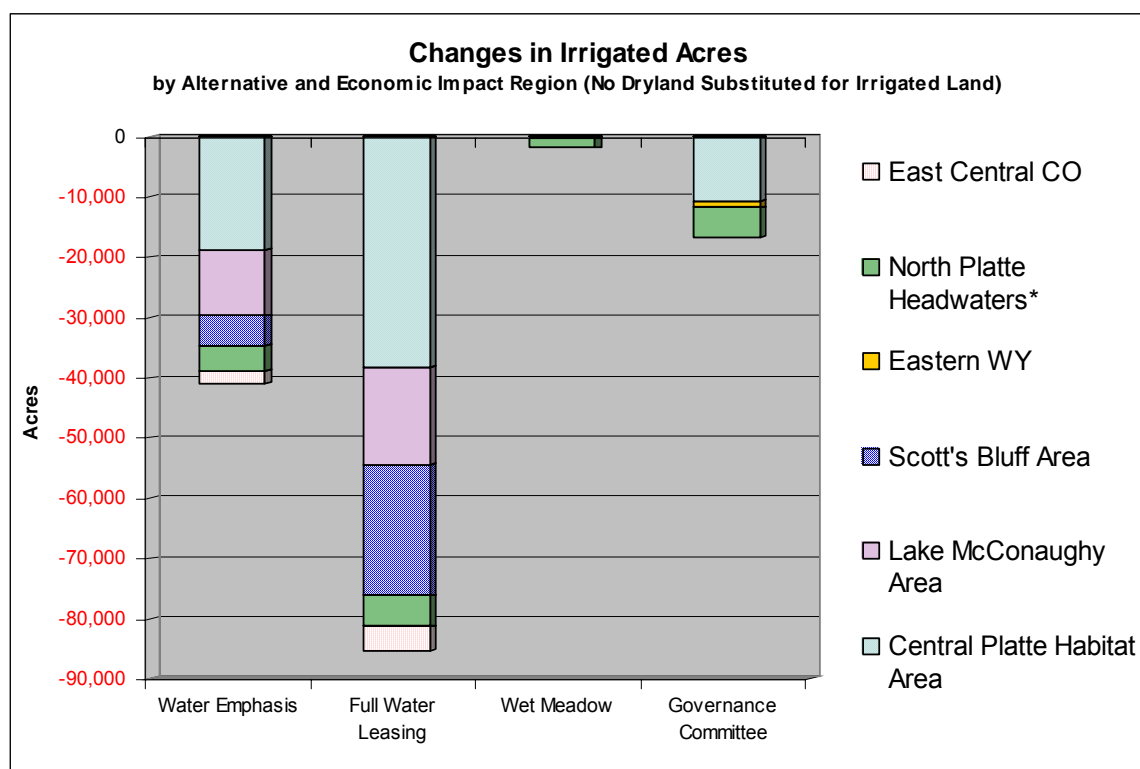 Changes in Irrigated Acres
by Alternative and Economic Impact Region (No Dryland Substituted for Irrigated Land)
0
-10,000
-20,000
-30,000
-40,000
-50,000
-60,000
-70,000
-80,000
-90,000
Acres
Water Emphasis
Full Water
Leasing
Wet Meadow
Governance
Committee
East Central CO
North Platte
Headwaters*
Eastern WY
Scott's Bluff Area
Lake McConaughy
Area
Central Platte Habitat
Area